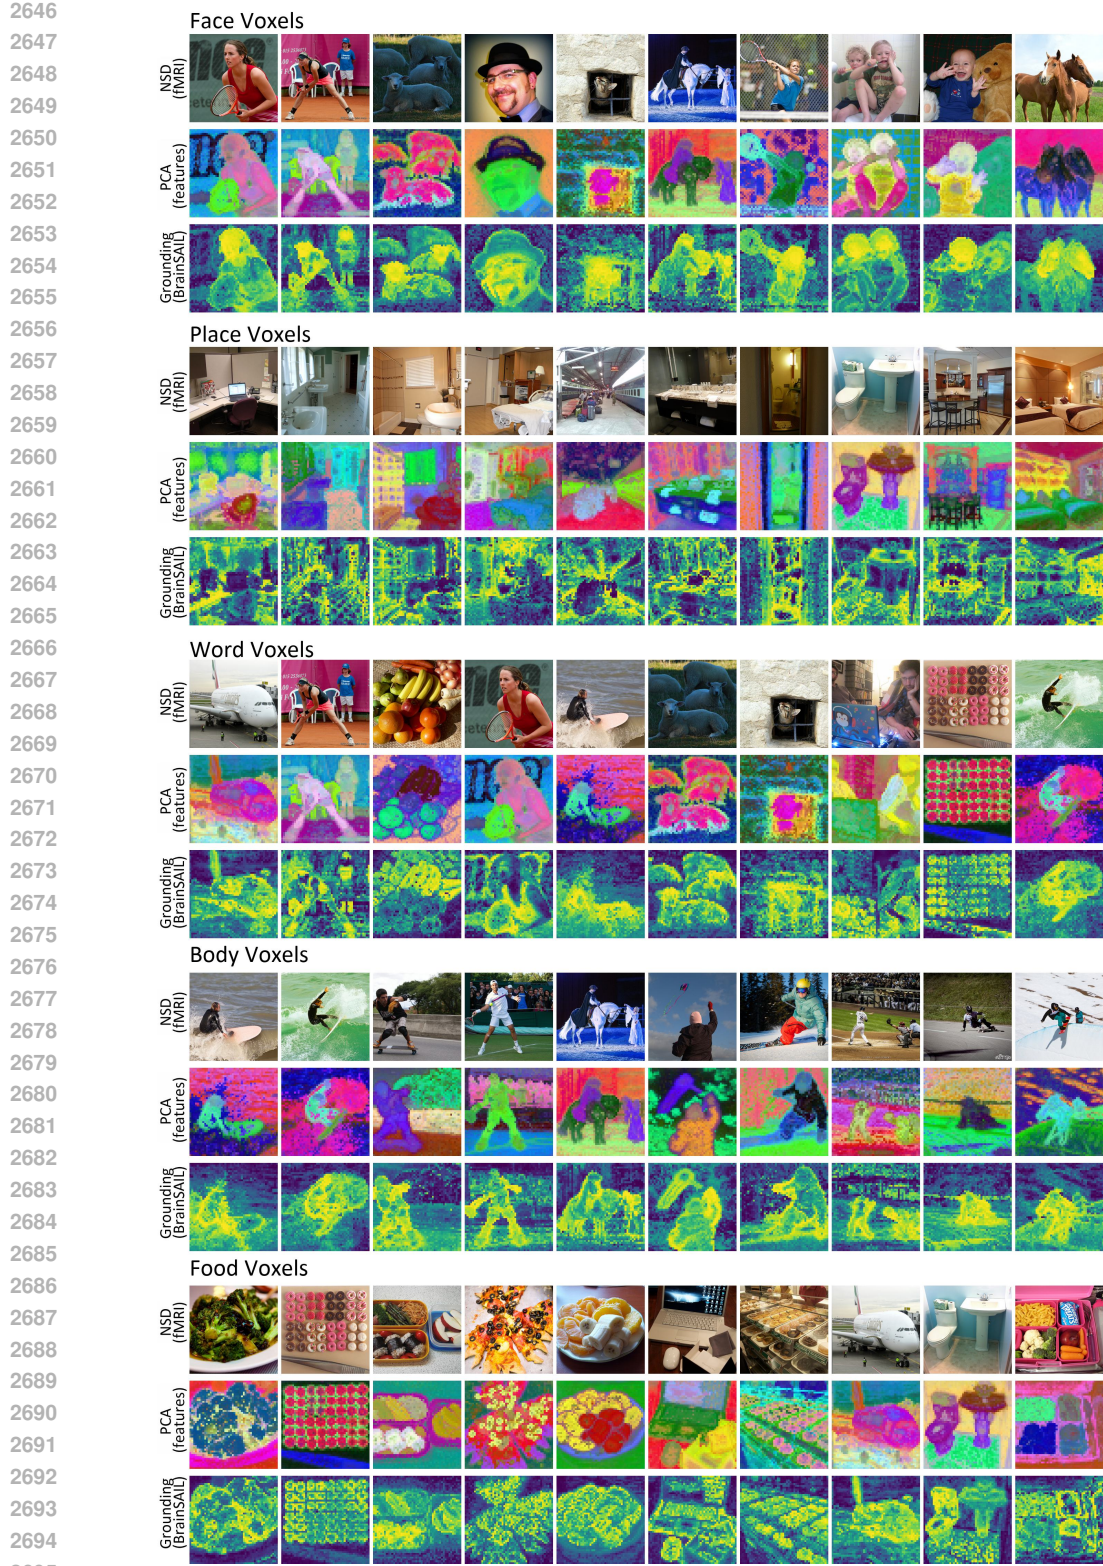 2646
Face Voxels
2647
2648
2649
NSD
(fMRI)
2650
2651
2652
PCA
(features)
2653
2654
2655
Grounding
(BrainSAIL)
2656
Place Voxels
2657
2658
2659
NSD
(fMRI)
2660
2661
2662
PCA
(features)
2663
2664
2665
Grounding
(BrainSAIL)
2666
Word Voxels
2667
2668
2669
NSD
(fMRI)
2670
2671
2672
PCA
(features)
2673
2674
2675
Grounding
(BrainSAIL)
2676
Body Voxels
2677
2678
2679
NSD
(fMRI)
2680
2681
2682
PCA
(features)
2683
2684
2685
Grounding
(BrainSAIL)
2686
Food Voxels
2687
2688
NSD
(fMRI)
2689
2690
2691
PCA
(features)
2692
2693
2694
Grounding
(BrainSAIL)